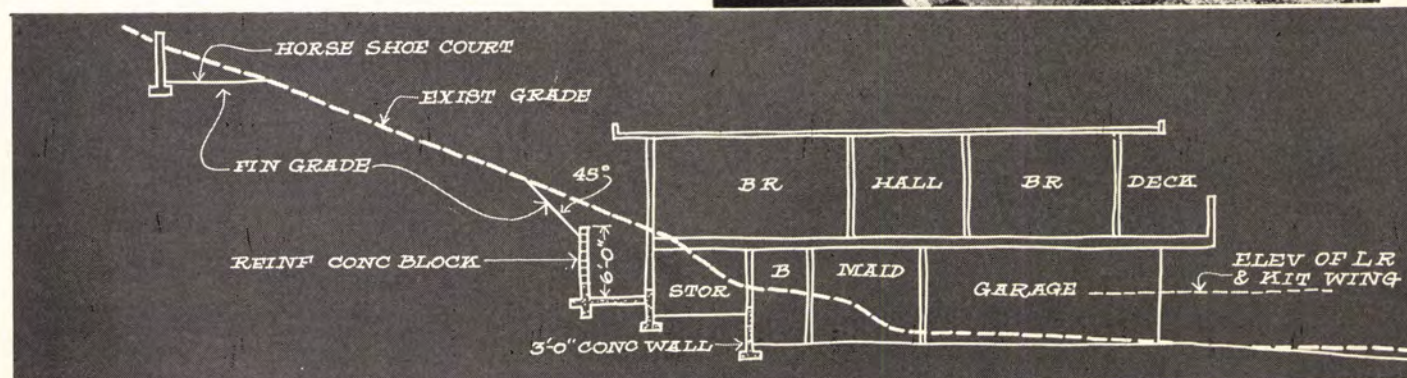 HORSE SHOE COURT
EXIST GRADE
FIN GRADE
45°
BR
HALL
BR
DECK
REINF CONC BLOCK
6'-0"
STOR
B
MAID
GARAGE
ELEV OF LR
& KIT WING
3'-0" CONC WALL